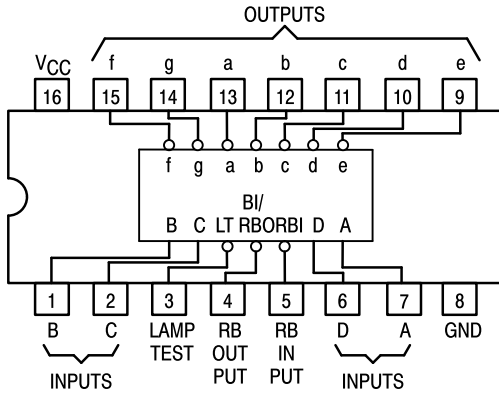 OUTPUTS
VCC f g a b c d e
16 15 14 13 12 11 10 9
f g a b c d e
BI/
B C LT RBO RBI D A
1 2 3 4 5 6 7 8
B C LAMP RB RB D A GND
TEST OUT IN
PUT PUT
INPUTS INPUTS